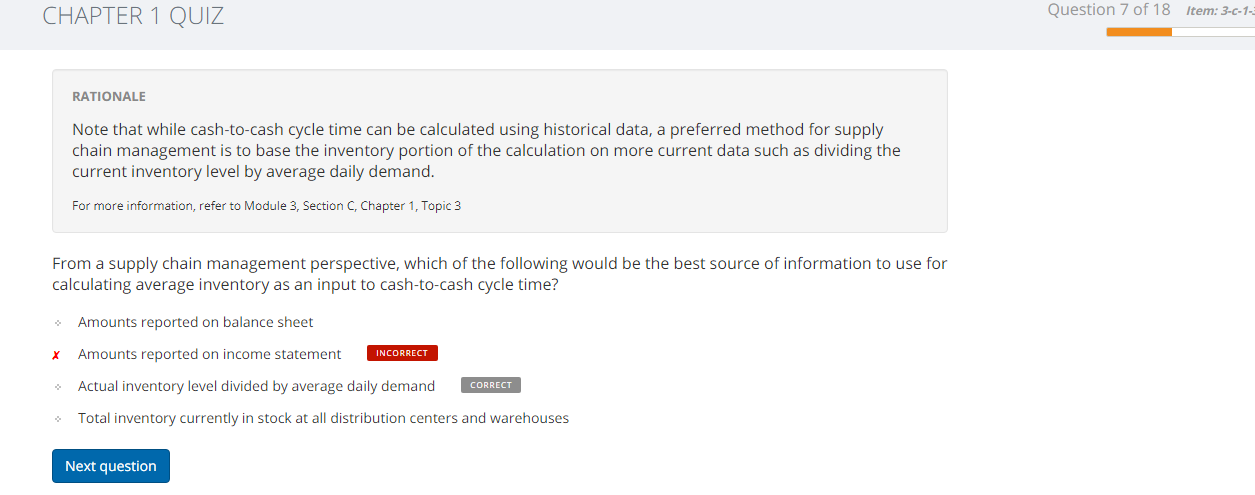 CHAPTER 1 QUIZ
Question 7 of 18 Item: 3-c-1-
RATIONALE
Note that while cash-to-cash cycle time can be calculated using historical data, a preferred method for supply
chain management is to base the inventory portion of the calculation on more current data such as dividing the
current inventory level by average daily demand.
For more information, refer to Module 3, Section C, Chapter 1, Topic 3
From a supply chain management perspective, which of the following would be the best source of information to use for
calculating average inventory as an input to cash-to-cash cycle time?
Amounts reported on balance sheet
✗ Amounts reported on income statement INCORRECT
Actual inventory level divided by average daily demand CORRECT
Total inventory currently in stock at all distribution centers and warehouses
Next question